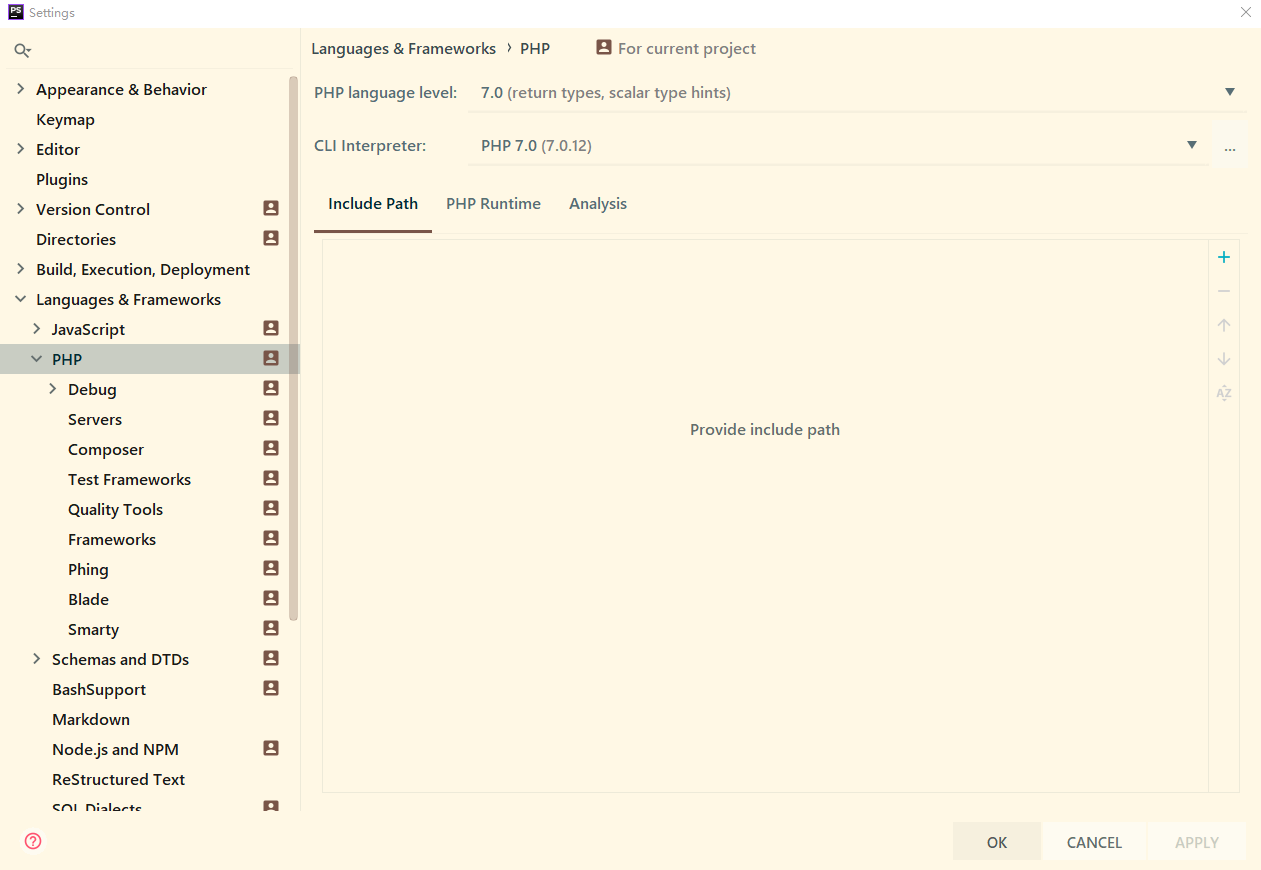 PS Settings
Languages & Frameworks › PHP For current project
PHP language level: 7.0 (return types, scalar type hints)
CLI Interpreter: PHP 7.0 (7.0.12) ...
Include Path PHP Runtime Analysis
Provide include path
AZ
Appearance & Behavior
Keymap
Editor
Plugins
Version Control
Directories
Build, Execution, Deployment
Languages & Frameworks
JavaScript
PHP
Debug
Servers
Composer
Test Frameworks
Quality Tools
Frameworks
Phing
Blade
Smarty
Schemas and DTDs
BashSupport
Markdown
Node.js and NPM
ReStructured Text
SQL Dialects
?
OK CANCEL APPLY